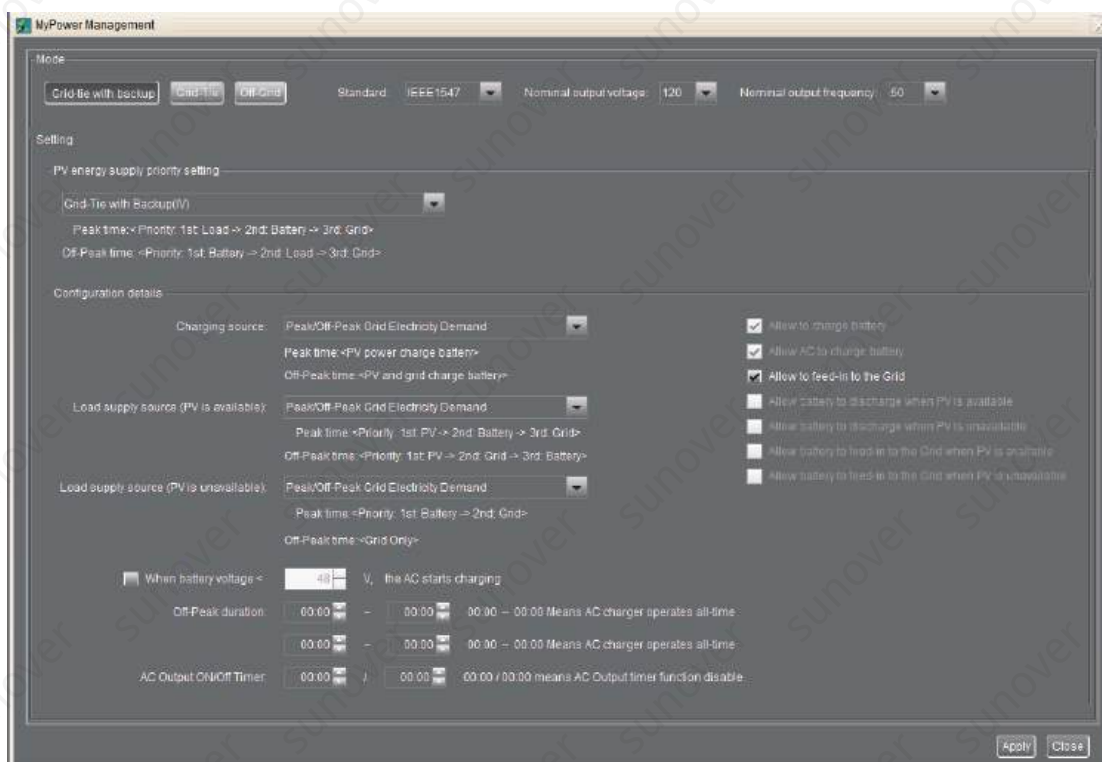 MyPower Management
Mode
Grid-tie with backup Grid-Tie Off-Grid Standard: IEEE1547 Nominal output voltage: 120 Nominal output frequency: 50
Setting
PV energy supply priority setting
Grid-Tie with Backup(IV)
Peak time:< Priority: 1st: Load -> 2nd: Battery -> 3rd: Grid>
Off-Peak time: <Priority: 1st: Battery -> 2nd: Load -> 3rd: Grid>
Configuration details
Charging source: Peak/Off-Peak Grid Electricity Demand
Peak time:<PV power charge battery>
Off-Peak time:<PV and grid charge battery>
Load supply source (PV is available): Peak/Off-Peak Grid Electricity Demand
Peak time:<Priority: 1st: PV -> 2nd: Battery -> 3rd: Grid>
Off-Peak time:<Priority: 1st: PV -> 2nd: Grid -> 3rd: Battery>
Load supply source (PV is unavailable): Peak/Off-Peak Grid Electricity Demand
Peak time:<Priority: 1st: Battery -> 2nd: Grid>
Off-Peak time:<Grid Only>
Allow to charge battery
Allow AC to charge battery
Allow to feed-in to the Grid
Allow battery to discharge when PV is available
Allow battery to discharge when PV is unavailable
Allow battery to feed-in to the Grid when PV is available
Allow battery to feed-in to the Grid when PV is unavailable
When battery voltage < 48 V, the AC starts charging
Off-Peak duration: 00:00 – 00:00 00:00 – 00:00 Means AC charger operates all-time
00:00 – 00:00 00:00 – 00:00 Means AC charger operates all-time
AC Output ON/Off Timer: 00:00 / 00:00 00:00 / 00:00 means AC Output timer function disable
Apply Close
sunover